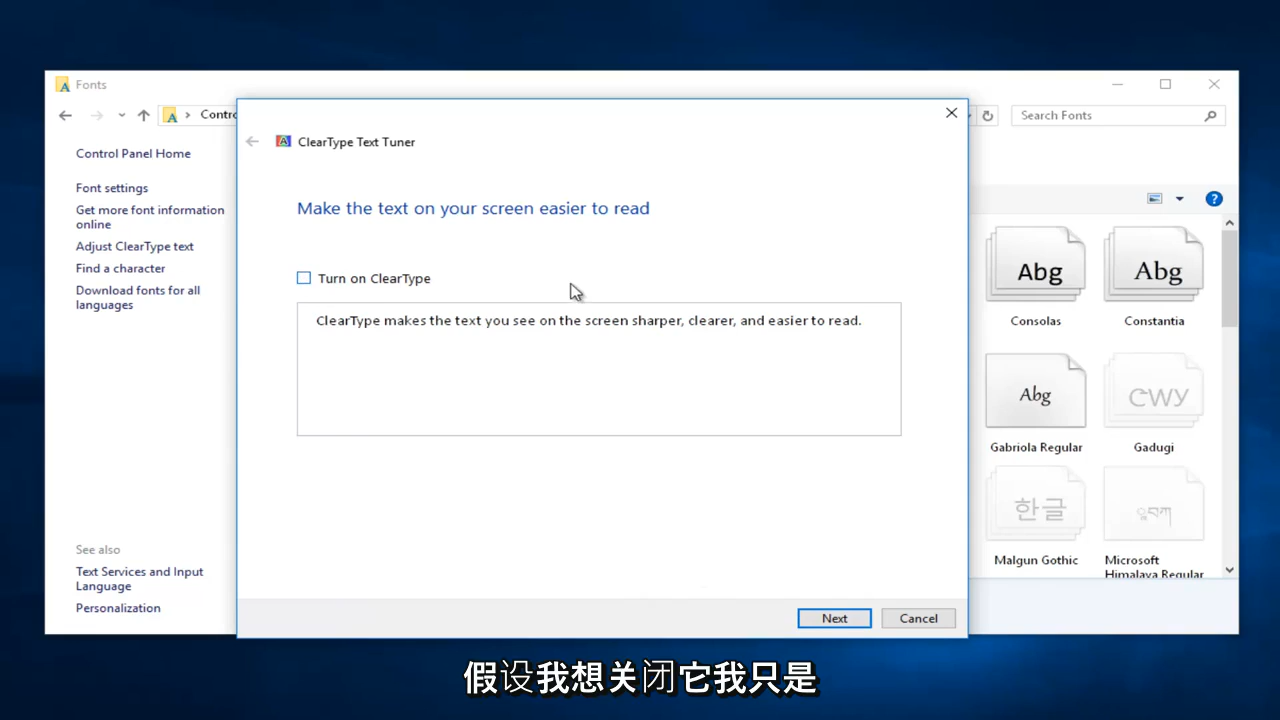 Fonts
Contro
Search Fonts
Control Panel Home
Font settings
Get more font information
online
Adjust ClearType text
Find a character
Download fonts for all
languages
See also
Text Services and Input
Language
Personalization
ClearType Text Tuner
Make the text on your screen easier to read
Turn on ClearType
ClearType makes the text you see on the screen sharper, clearer, and easier to read.
Next
Cancel
?
Abg
Abg
Consolas
Constantia
Abg
Gabriola Regular
Gadugi
한글
Malgun Gothic
Microsoft
Himalaya Regular
假设我想关闭它我只是